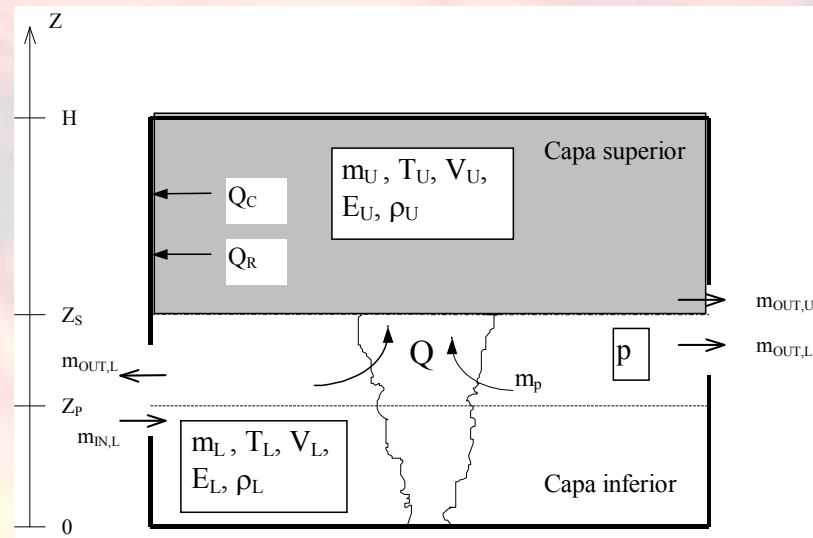 Z
H
Capa superior
m_U , T_U, V_U,
E_U, ρ_U
Q_C
Q_R
m_OUT,U
Z_S
m_OUT,L
Q
p
m_OUT,L
m_p
Z_P
m_IN,L
m_L, T_L, V_L,
E_L, ρ_L
Capa inferior
0